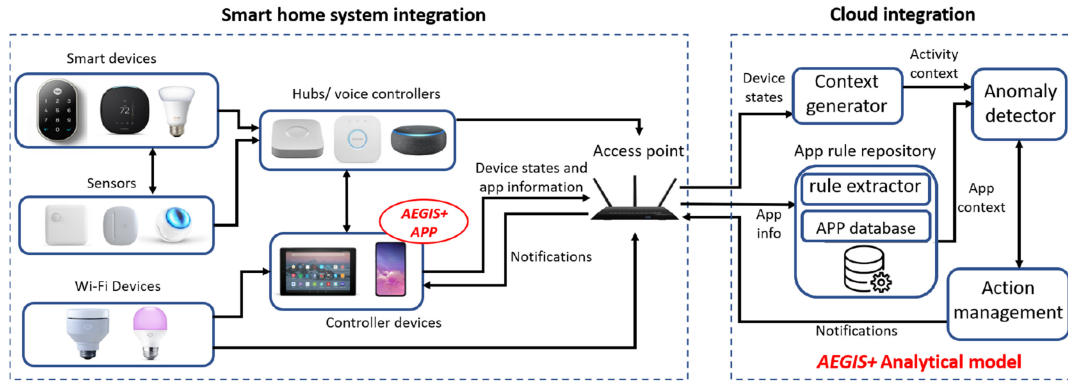 Smart home system integration
Cloud integration
Smart devices
72
Hubs/ voice controllers
Sensors
Wi-Fi Devices
AEGIS+
APP
Controller devices
Device states and
app information
Notifications
Access point
Device
states
Context
generator
Activity
context
Anomaly
detector
App rule repository
rule extractor
APP database
App
info
App
context
Action
management
Notifications
AEGIS+ Analytical model